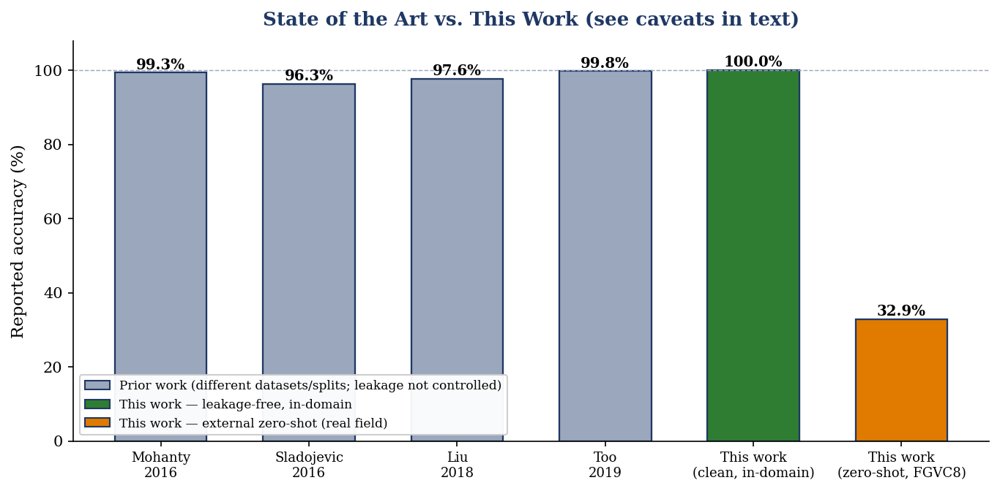 State of the Art vs. This Work (see caveats in text)
Reported accuracy (%)
100
80
60
40
20
0
99.3%
96.3%
97.6%
99.8%
100.0%
32.9%
Prior work (different datasets/splits; leakage not controlled)
This work — leakage-free, in-domain
This work — external zero-shot (real field)
Mohanty
2016
Sladojevic
2016
Liu
2018
Too
2019
This work
(clean, in-domain)
This work
(zero-shot, FGVC8)